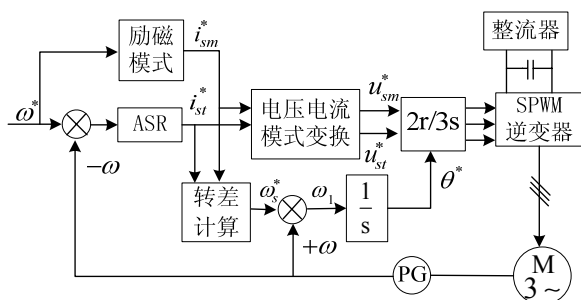 励磁
模式
i*sm
整流器
ω*
i*st
ASR
-ω
电压电流
模式变换
u*sm
u*st
2r/3s
SPWM
逆变器
θ*
转差
计算
ω*s
ω1
1
s
+ω
PG
M
3~